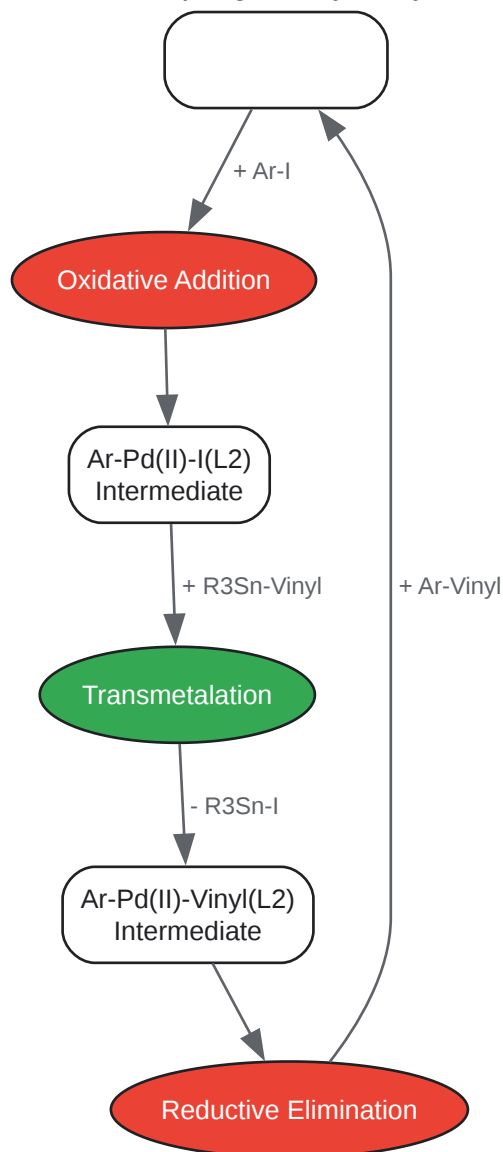 + Ar-I
Oxidative Addition
Ar-Pd(II)-I(L2)
Intermediate
+ R3Sn-Vinyl
+ Ar-Vinyl
Transmetalation
- R3Sn-I
Ar-Pd(II)-Vinyl(L2)
Intermediate
Reductive Elimination